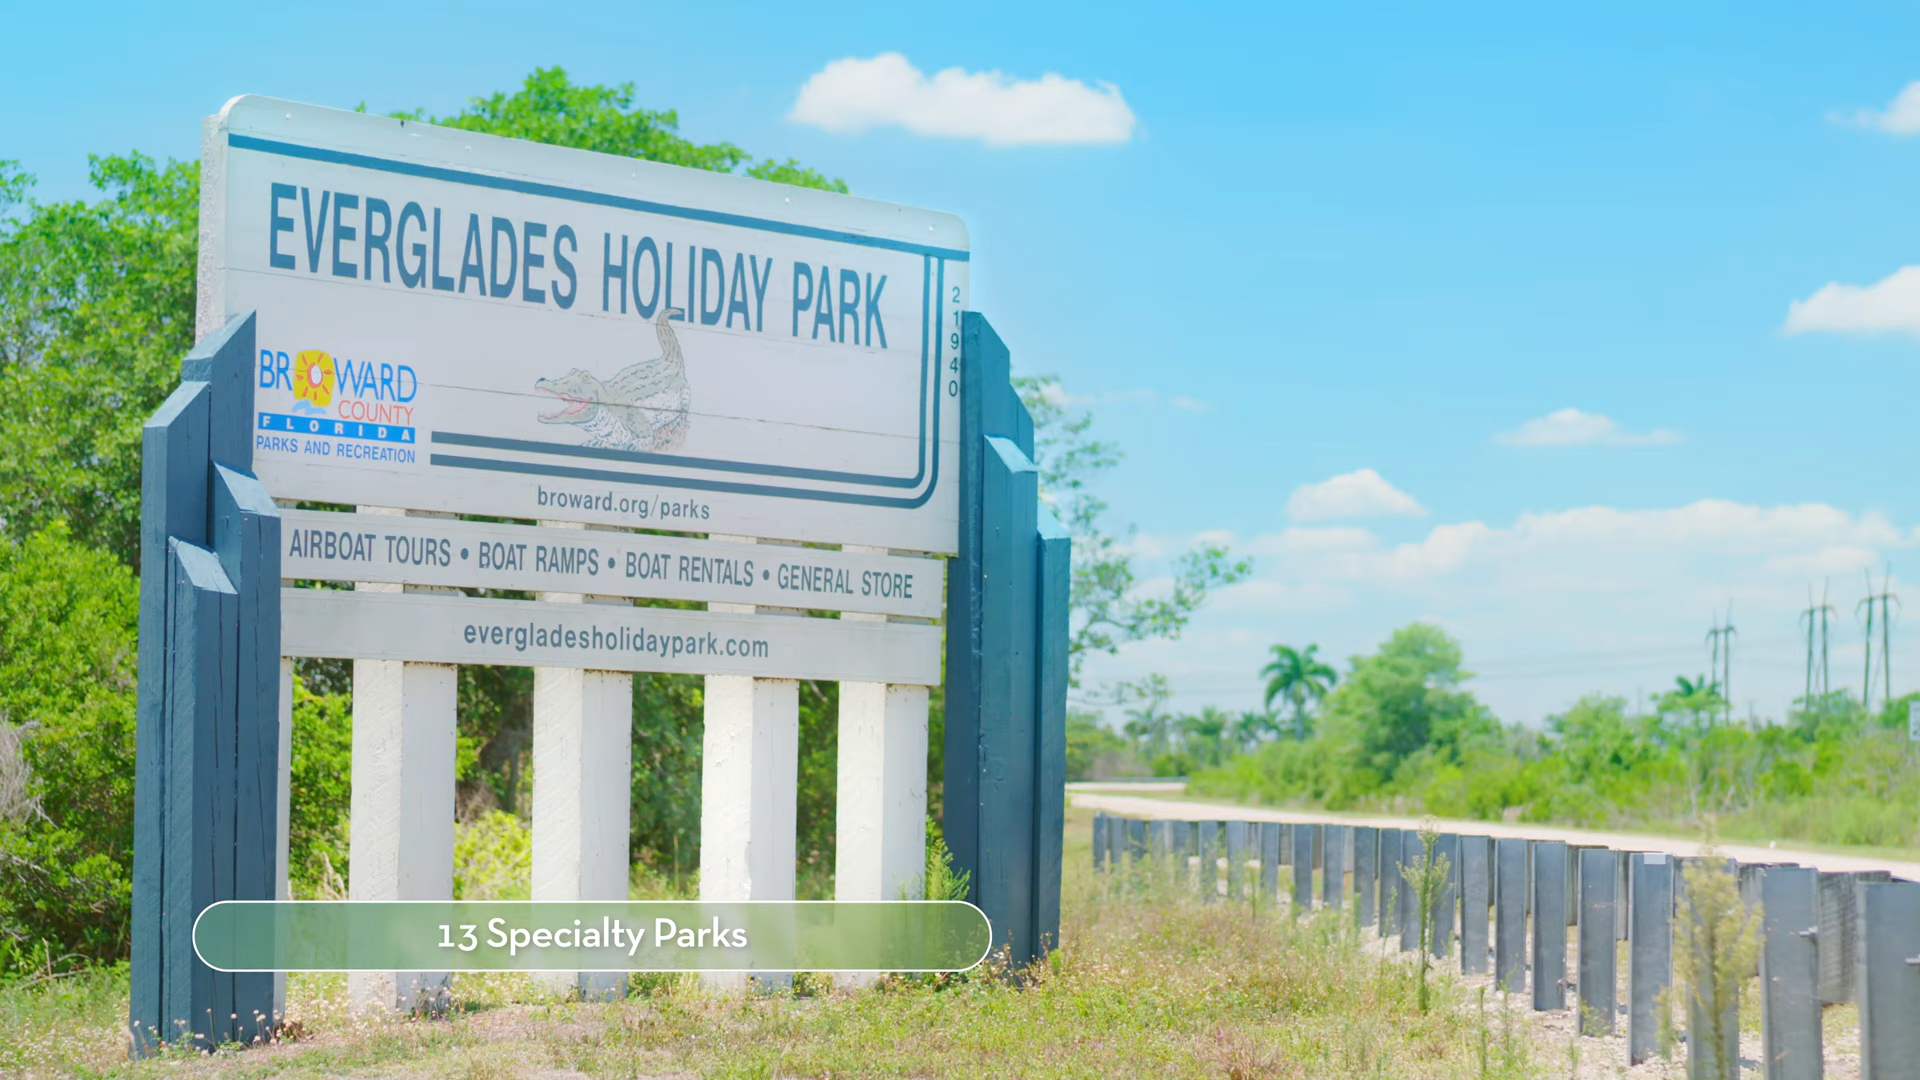 EVERGLADES HOLIDAY PARK
21940
BROWARD
COUNTY
FLORIDA
PARKS AND RECREATION
broward.org/parks
AIRBOAT TOURS • BOAT RAMPS • BOAT RENTALS • GENERAL STORE
evergladesholidaypark.com
13 Specialty Parks